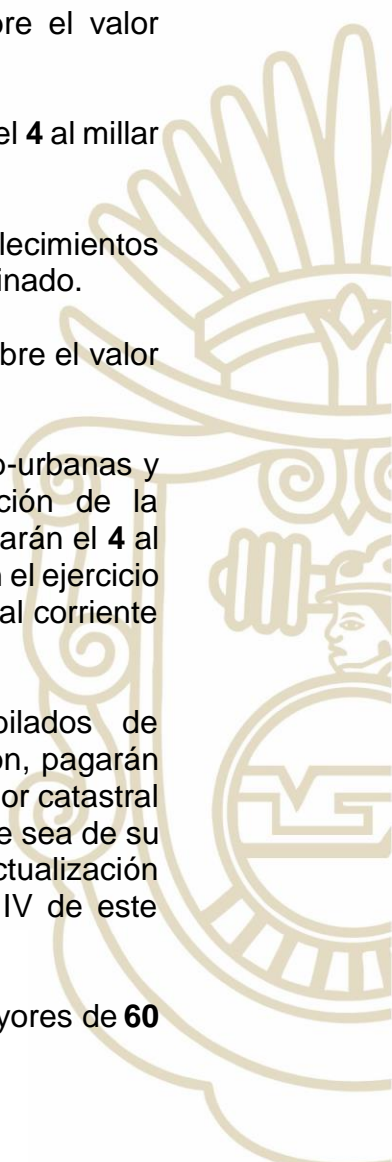 re el valor
el 4 al millar
lecimientos
inado.
bre el valor
o-urbanas y
ción de la
arán el 4 al
el ejercicio
al corriente
oilados de
ón, pagarán
or catastral
e sea de su
ctualización
IV de este
yores de 60